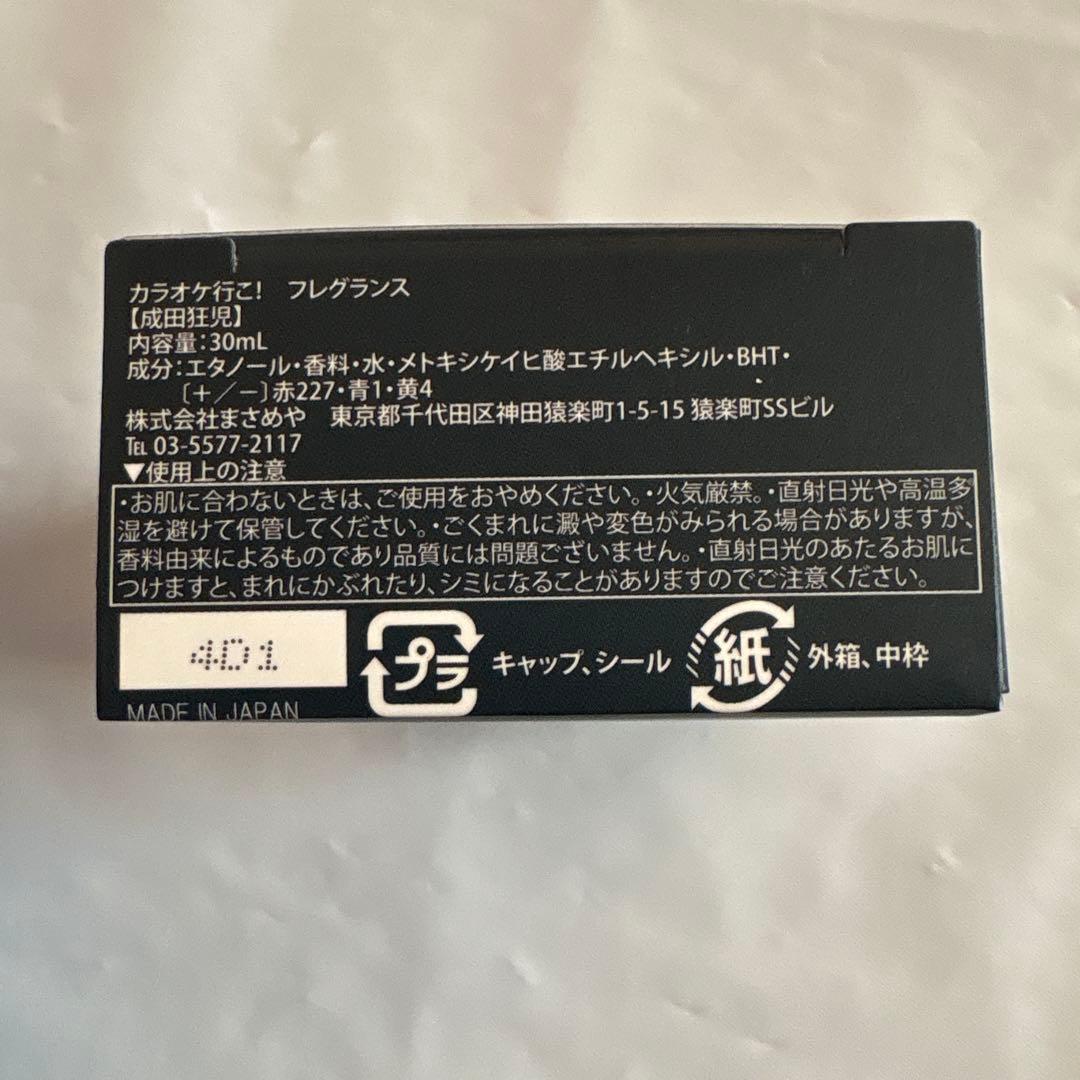 カラオケ行こ!　フレグランス
【成田狂児】
内容量:30mL
成分:エタノール・香料・水・メトキシケイヒ酸エチルヘキシル・BHT・
〔+/−〕赤227・青1・黄4
株式会社まさめや　東京都千代田区神田猿楽町1-5-15 猿楽町SSビル
TEL 03-5577-2117
▼使用上の注意
・お肌に合わないときは、ご使用をおやめください。・火気厳禁。・直射日光や高温多
湿を避けて保管してください。・ごくまれに澱や変色がみられる場合がありますが、
香料由来によるものであり品質には問題ございません。・直射日光のあたるお肌に
つけますと、まれにかぶれたり、シミになることがありますのでご注意ください。
4D1
プラ キャップ、シール
紙 外箱、中枠
MADE IN JAPAN